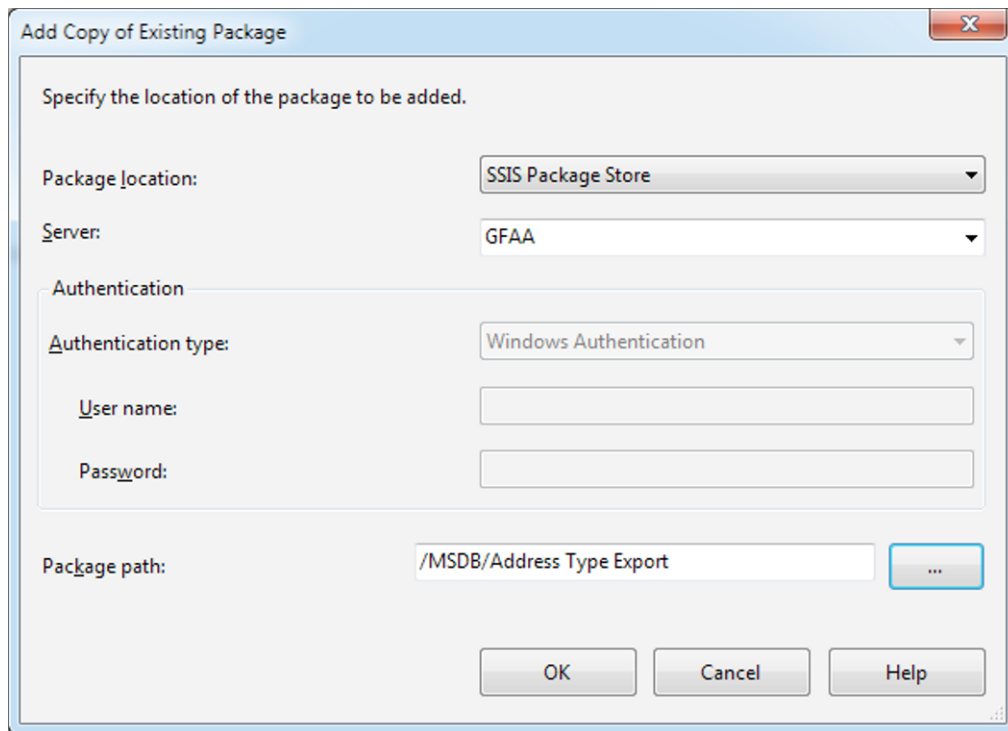 Add Copy of Existing Package
X
Specify the location of the package to be added.
Package location: SSIS Package Store
Server: GFAA
Authentication
Authentication type: Windows Authentication
User name:
Password:
Package path: /MSDB/Address Type Export ...
OK Cancel Help